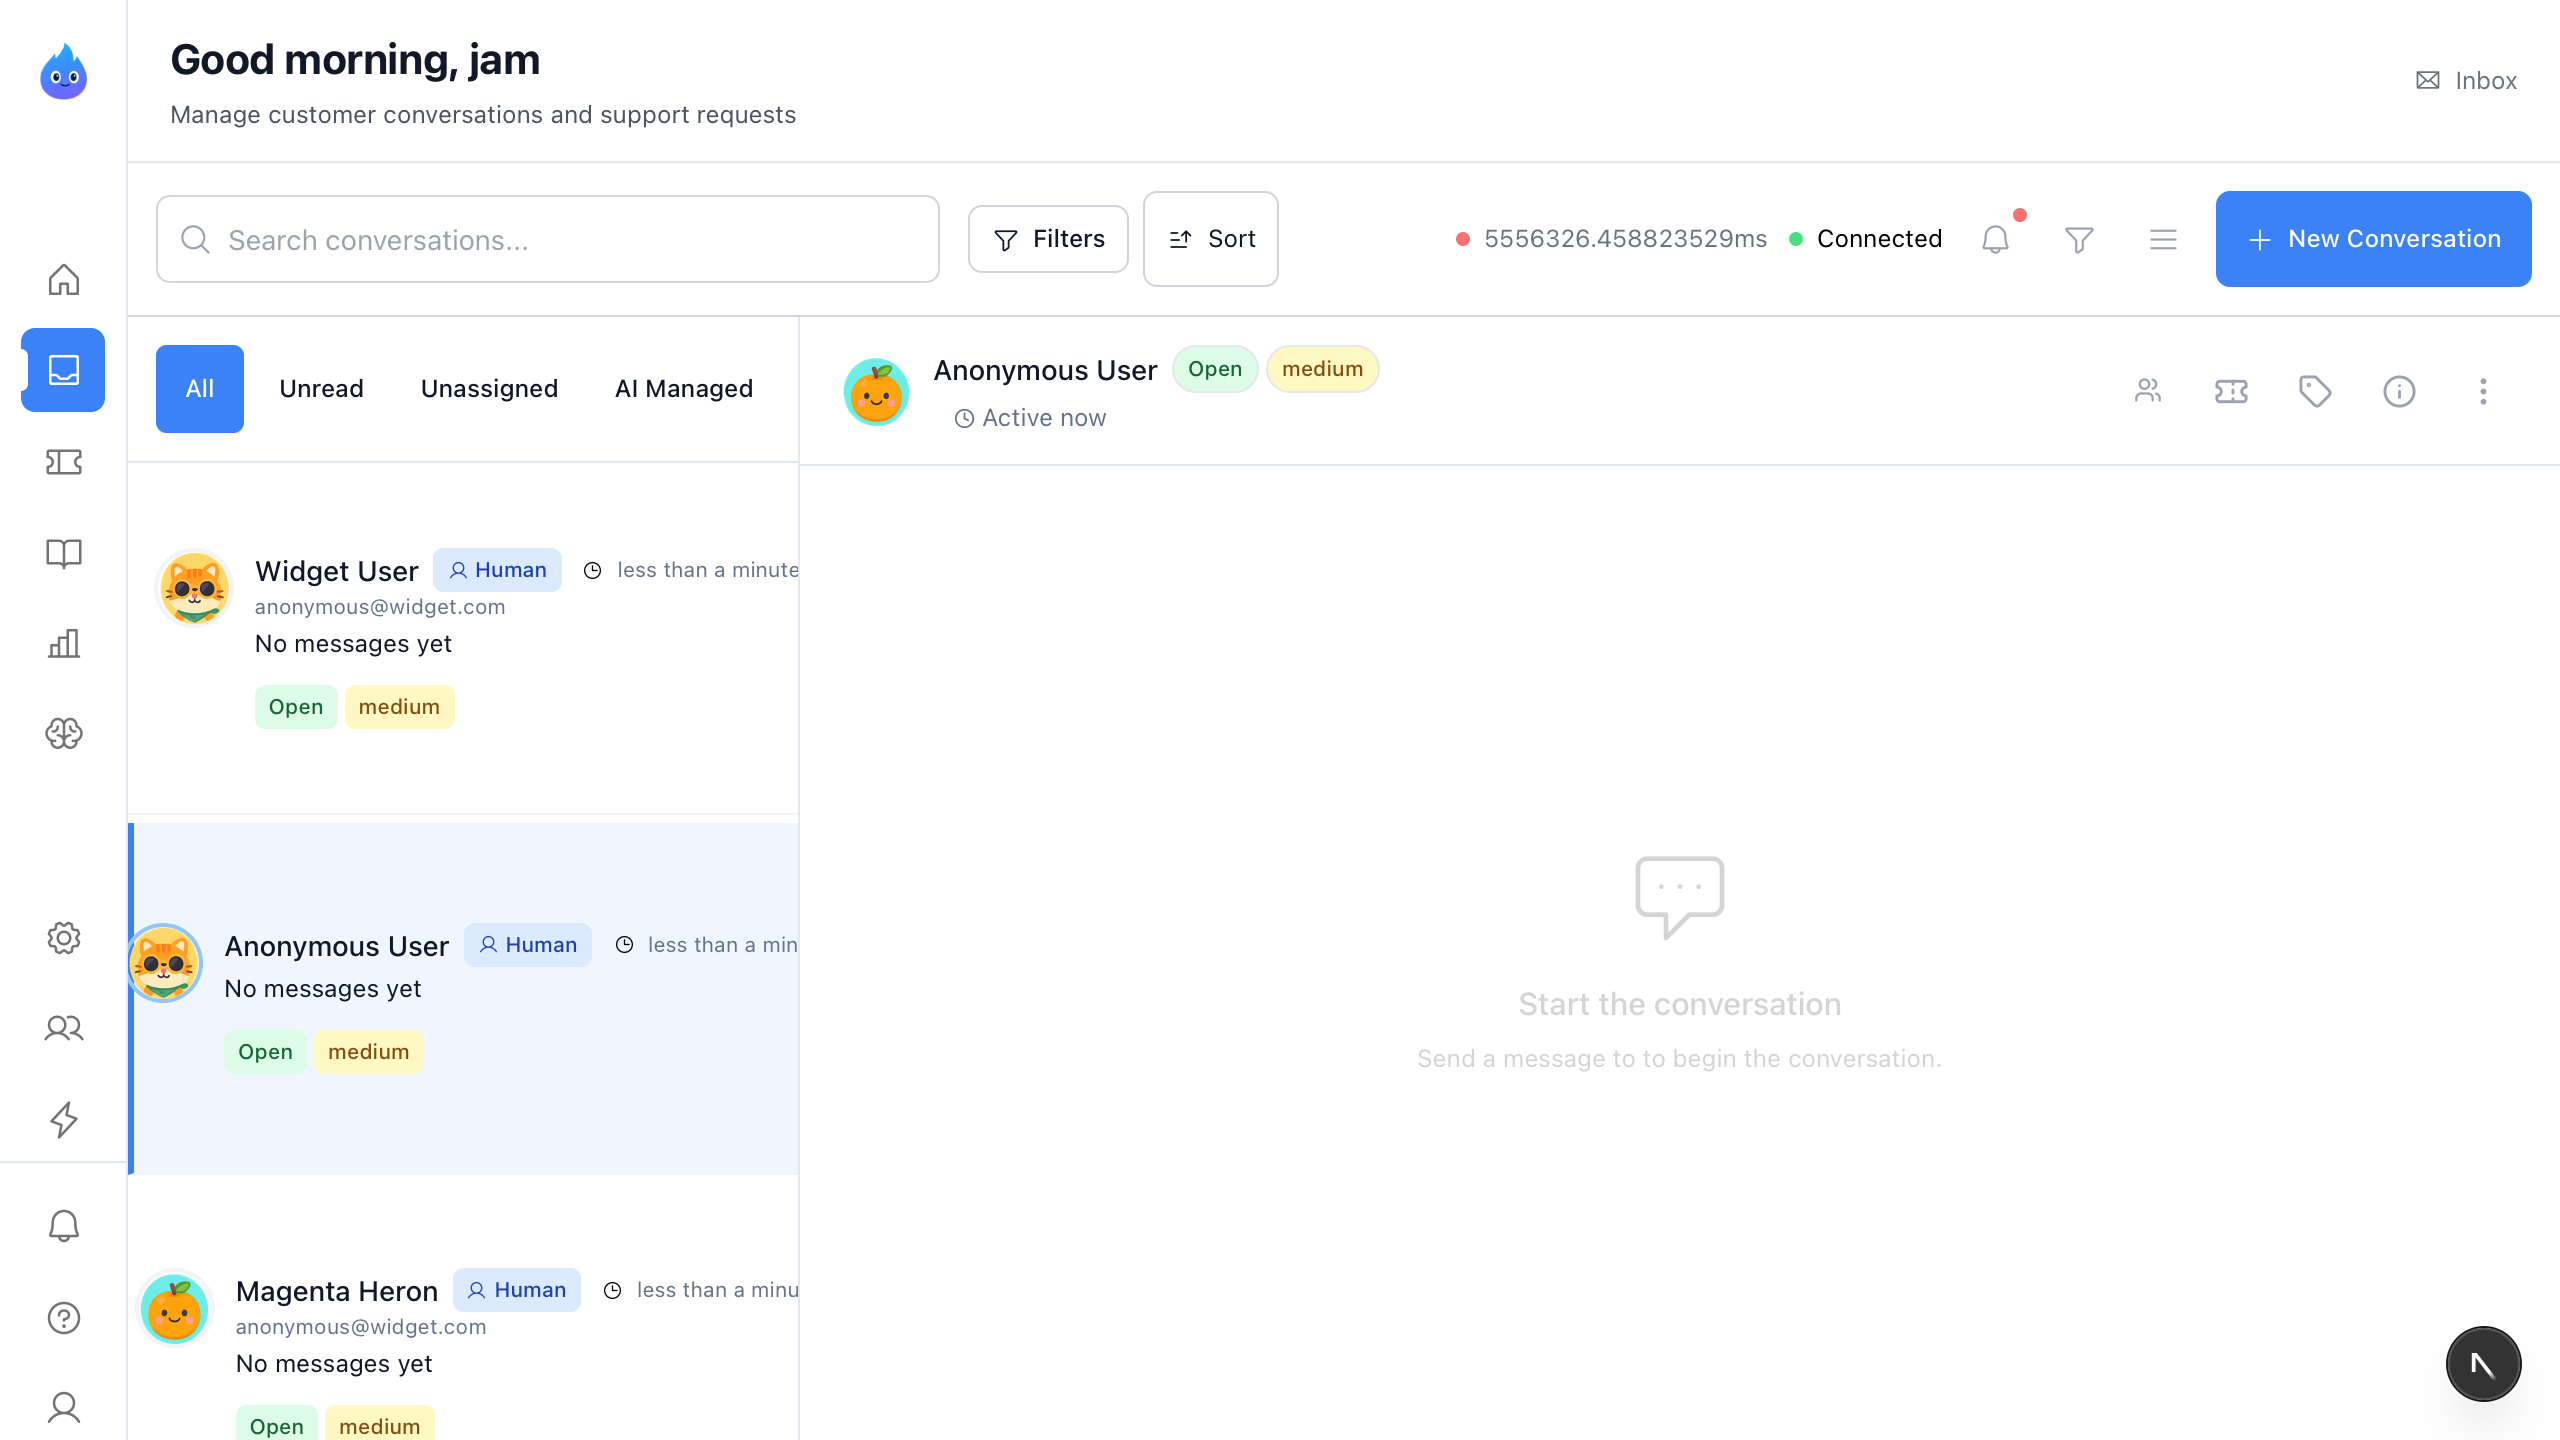 Good morning, jam
Manage customer conversations and support requests
Inbox
Search conversations...
Filters
Sort
5556326.458823529ms
Connected
New Conversation
All
Unread
Unassigned
AI Managed
Widget User
Human
less than a minute
anonymous@widget.com
No messages yet
Open
medium
Anonymous User
Human
less than a min
No messages yet
Open
medium
Magenta Heron
Human
less than a minu
anonymous@widget.com
No messages yet
Open
medium
Anonymous User
Open
medium
Active now
Start the conversation
Send a message to to begin the conversation.
N